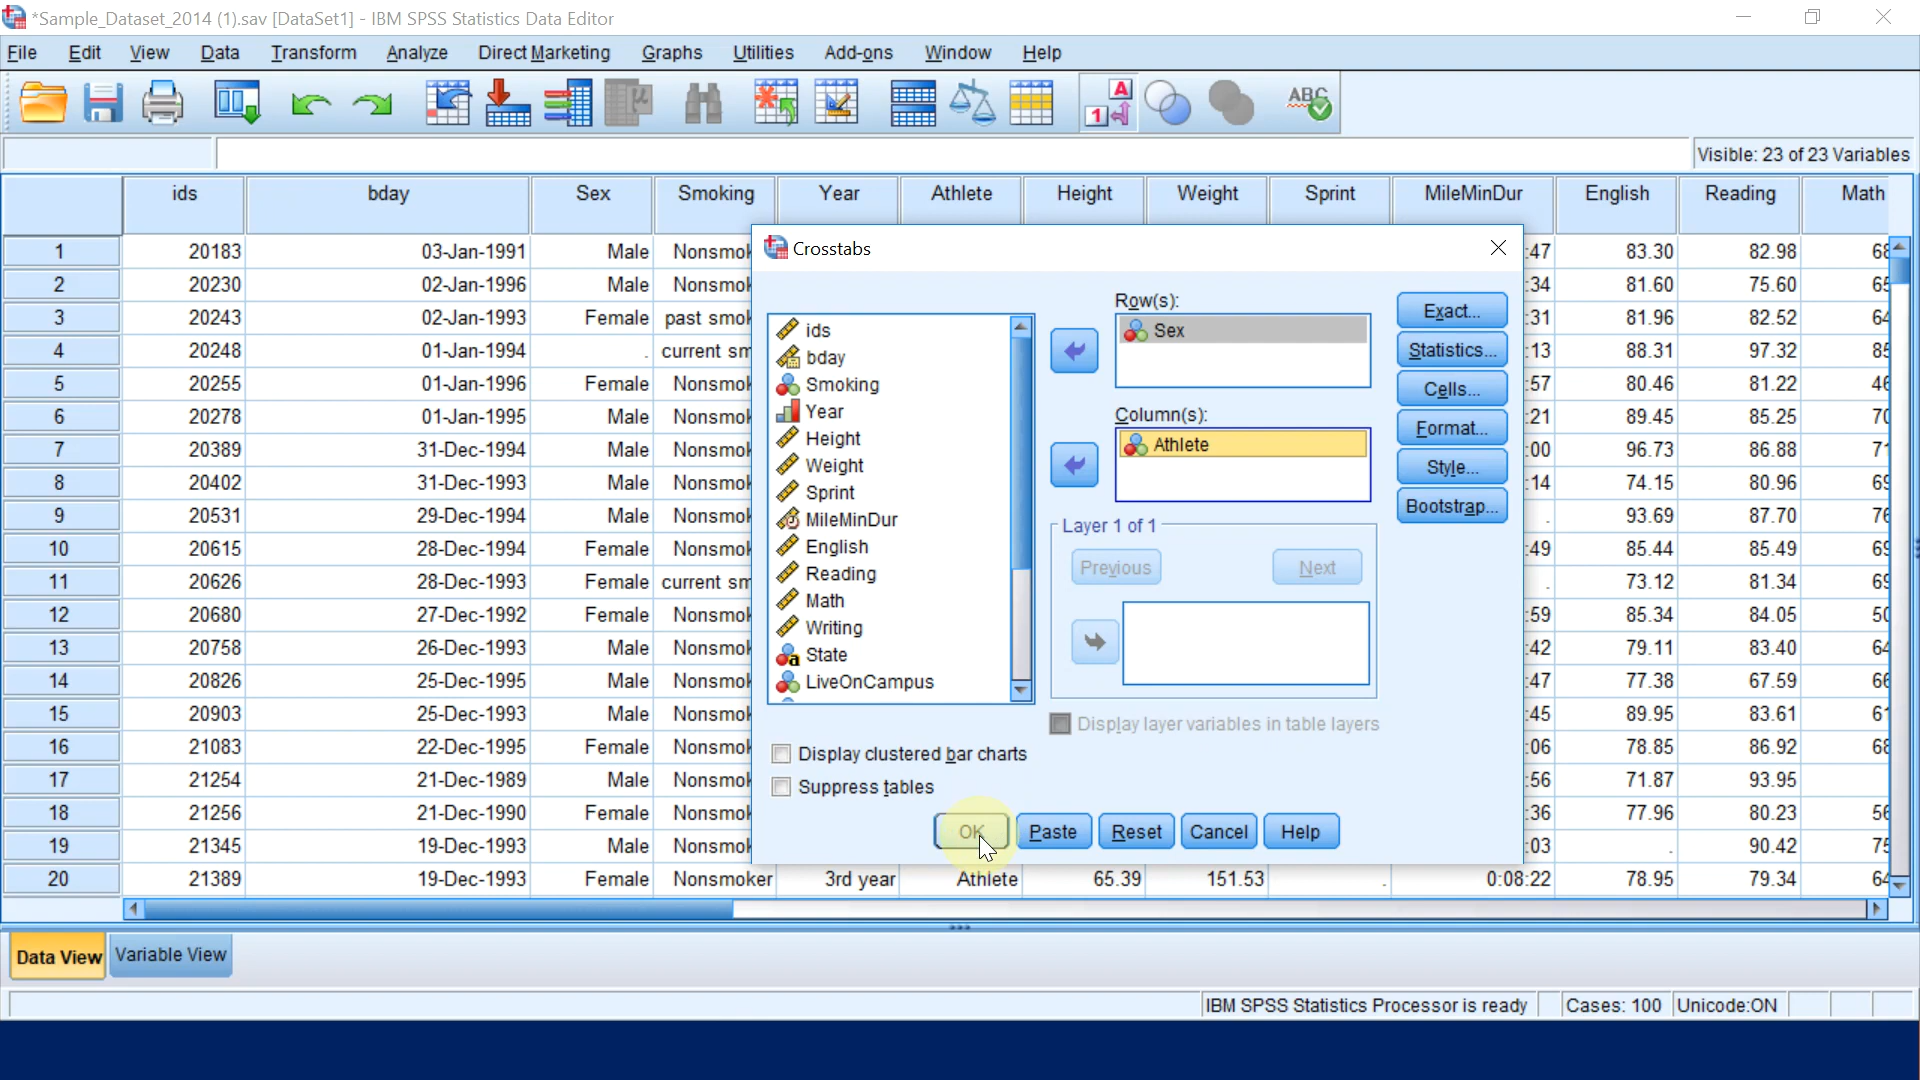 *Sample_Dataset_2014 (1).sav [DataSet1] - IBM SPSS Statistics Data Editor
File Edit View Data Transform Analyze Direct Marketing Graphs Utilities Add-ons Window Help
Visible: 23 of 23 Variables
ids bday Sex Smoking Year Athlete Height Weight Sprint MileMinDur English Reading Math
1 20183 03-Jan-1991 Male Nonsmok :47 83.30 82.98 68
2 20230 02-Jan-1996 Male Nonsmok :34 81.60 75.60 65
3 20243 02-Jan-1993 Female past smok :31 81.96 82.52 64
4 20248 01-Jan-1994 . current sm :13 88.31 97.32 85
5 20255 01-Jan-1996 Female Nonsmok :57 80.46 81.22 46
6 20278 01-Jan-1995 Male Nonsmok :21 89.45 85.25 70
7 20389 31-Dec-1994 Male Nonsmok :00 96.73 86.88 71
8 20402 31-Dec-1993 Male Nonsmok :14 74.15 80.96 69
9 20531 29-Dec-1994 Male Nonsmok . 93.69 87.70 76
10 20615 28-Dec-1994 Female Nonsmok :49 85.44 85.49 69
11 20626 28-Dec-1993 Female current sm . 73.12 81.34 69
12 20680 27-Dec-1992 Female Nonsmok :59 85.34 84.05 50
13 20758 26-Dec-1993 Male Nonsmok :42 79.11 83.40 64
14 20826 25-Dec-1995 Male Nonsmok :47 77.38 67.59 66
15 20903 25-Dec-1993 Male Nonsmok :45 89.95 83.61 61
16 21083 22-Dec-1995 Female Nonsmok :06 78.85 86.92 68
17 21254 21-Dec-1989 Male Nonsmok :56 71.87 93.95
18 21256 21-Dec-1990 Female Nonsmok :36 77.96 80.23 56
19 21345 19-Dec-1993 Male Nonsmok :03 . 90.42 75
20 21389 19-Dec-1993 Female Nonsmoker 3rd year Athlete 65.39 151.53 . 0:08:22 78.95 79.34 64
Crosstabs
ids
bday
Smoking
Year
Height
Weight
Sprint
MileMinDur
English
Reading
Math
Writing
State
LiveOnCampus
Row(s):
Sex
Column(s):
Athlete
Layer 1 of 1
Previous Next
Display layer variables in table layers
Exact...
Statistics...
Cells...
Format...
Style...
Bootstrap...
Display clustered bar charts
Suppress tables
OK Paste Reset Cancel Help
Data View Variable View
IBM SPSS Statistics Processor is ready Cases: 100 Unicode:ON